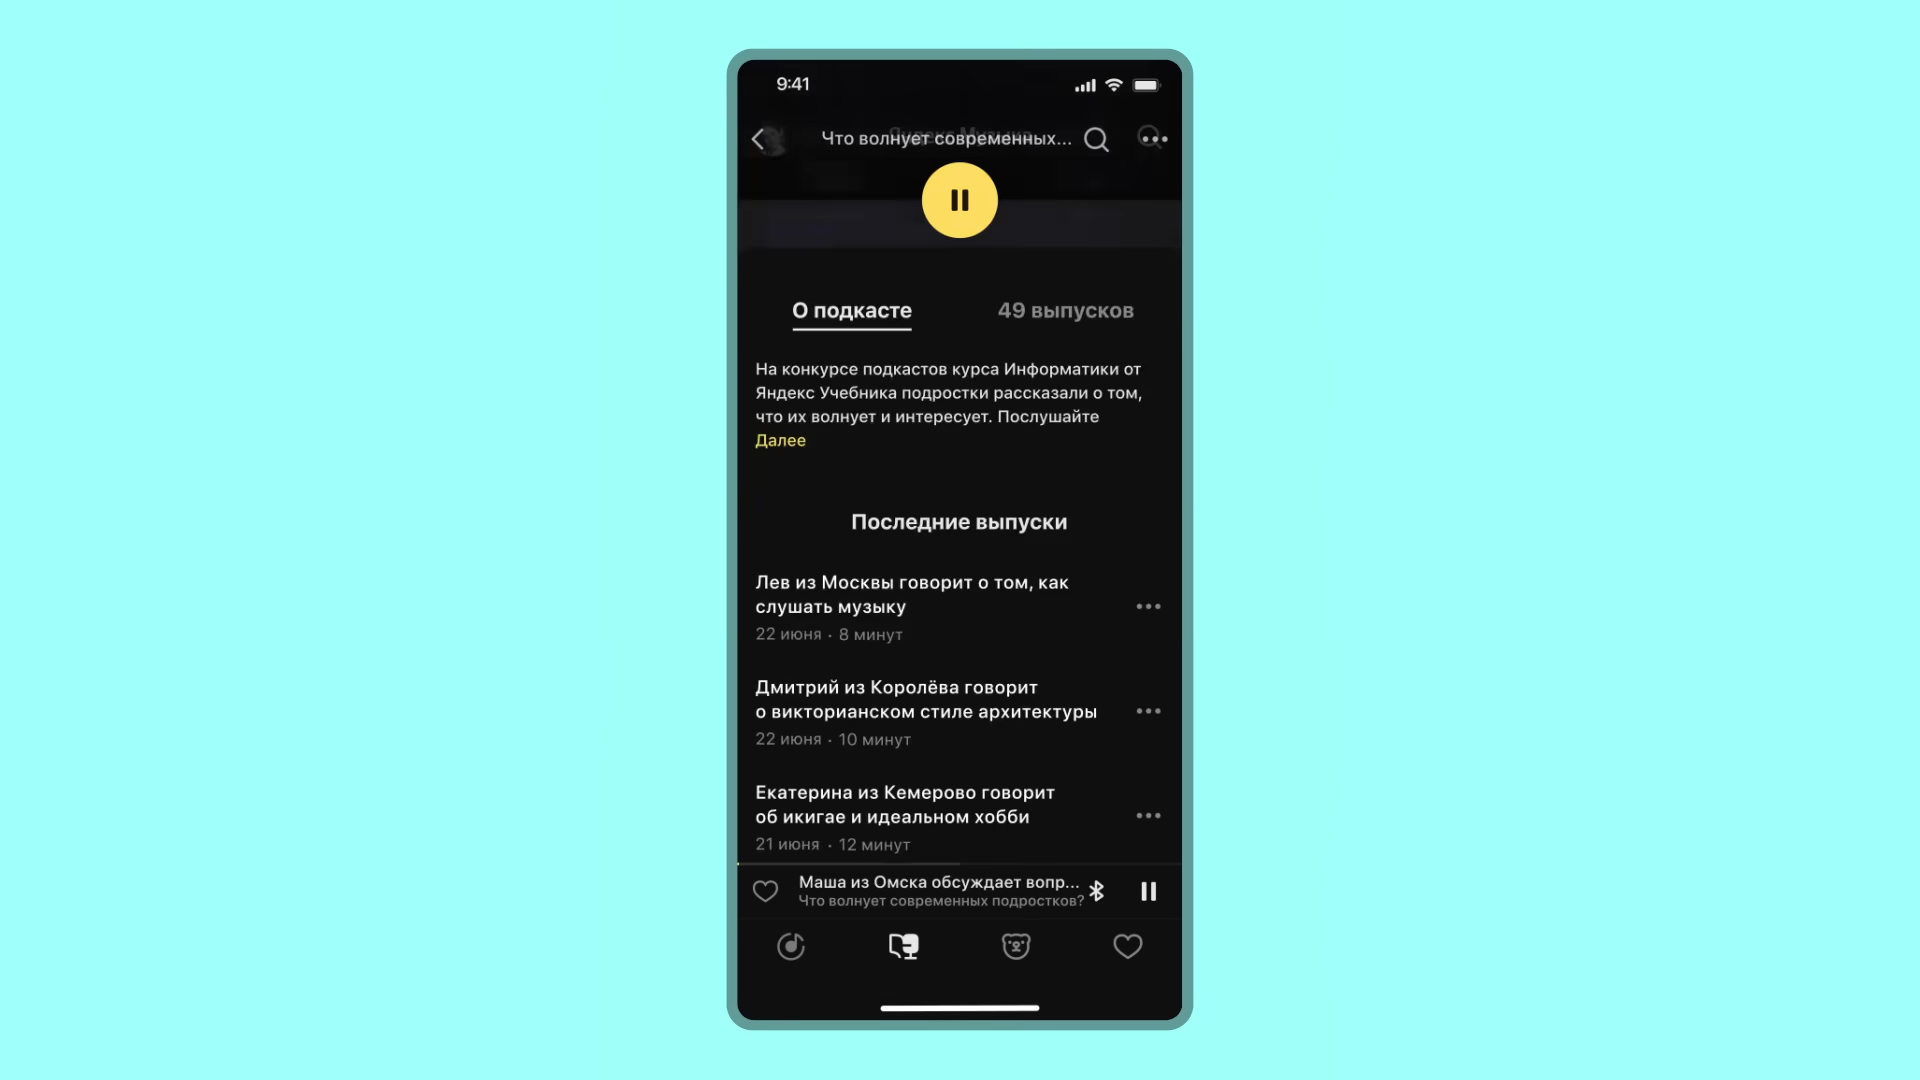 9:41
Яндекс Музыка
Что волнует современных...
О подкасте
49 выпусков
На конкурсе подкастов курса Информатики от
Яндекс Учебника подростки рассказали о том,
что их волнует и интересует. Послушайте
Далее
Последние выпуски
Лев из Москвы говорит о том, как
слушать музыку
22 июня · 8 минут
Дмитрий из Королёва говорит
о викторианском стиле архитектуры
22 июня · 10 минут
Екатерина из Кемерово говорит
об икигае и идеальном хобби
21 июня · 12 минут
Маша из Омска обсуждает вопр...
Что волнует современных подростков?